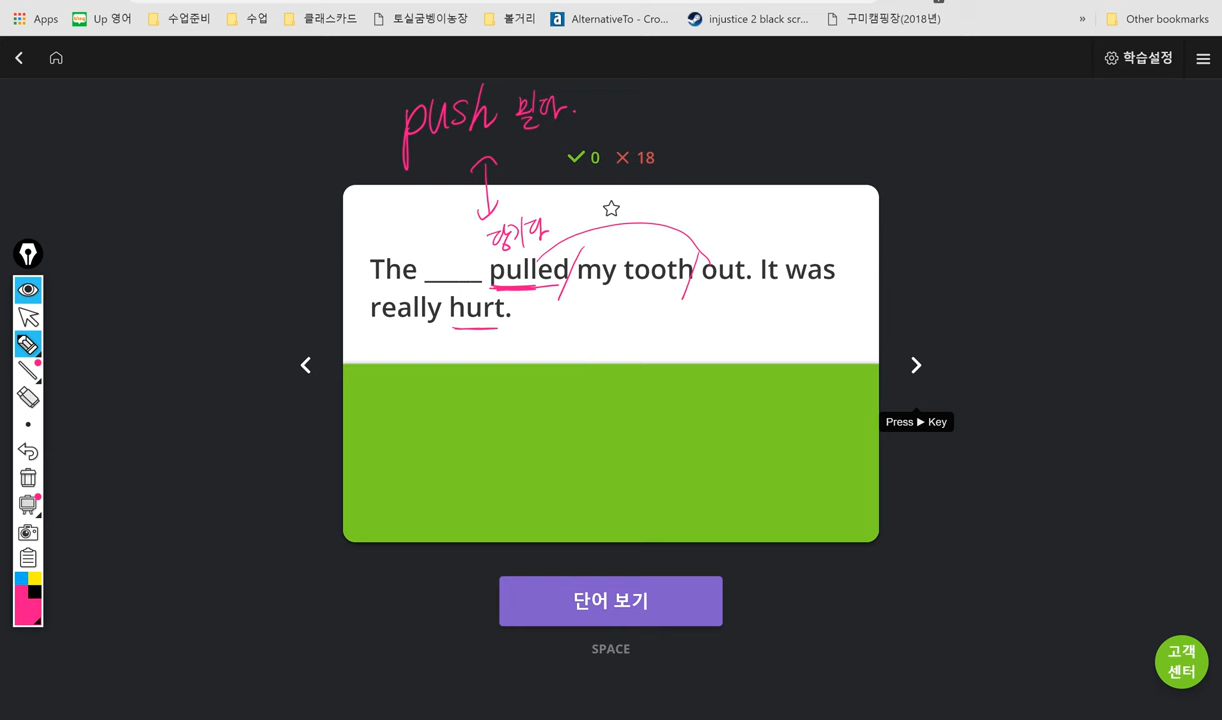 Apps Up 영어 수업준비 수업 클래스카드 토실굼벵이농장 볼거리 AlternativeTo - Cro... injustice 2 black scr... 구미캠핑장(2018년) » Other bookmarks
학습설정
push 밀다.
0 18
당기다
The _____ pulled my tooth out. It was
really hurt.
Press ▶ Key
단어 보기
SPACE
고객
센터